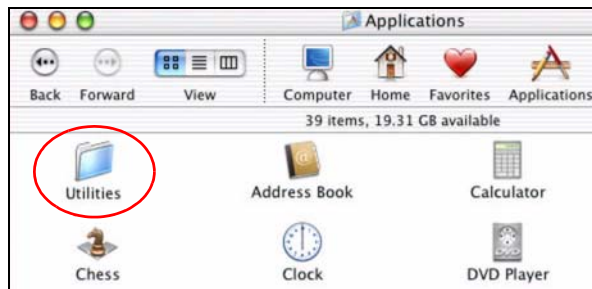 Applications
Back Forward View Computer Home Favorites Applications
39 items, 19.31 GB available
Utilities Address Book Calculator
Chess Clock DVD Player